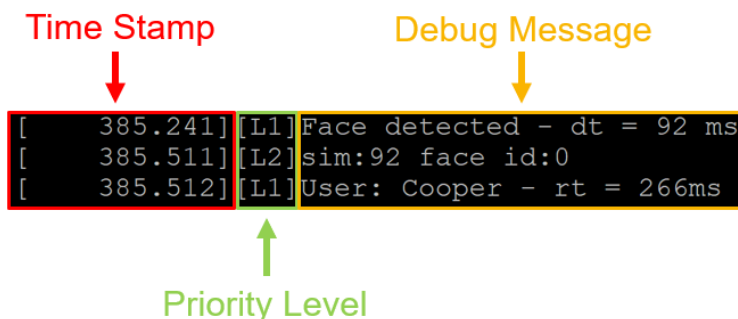 Time Stamp Debug Message
[    385.241][L1]Face detected - dt = 92 ms
[    385.511][L2]sim:92 face id:0
[    385.512][L1]User: Cooper - rt = 266ms
Priority Level